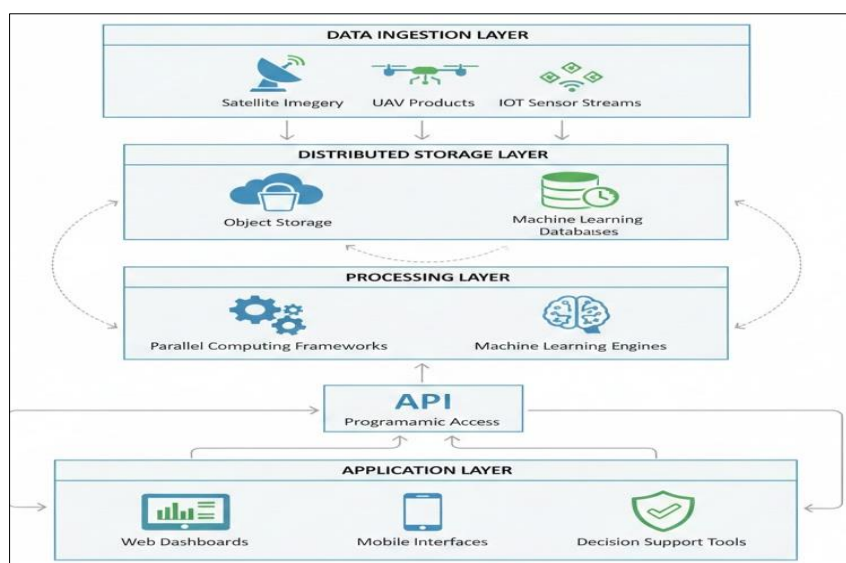 DATA INGESTION LAYER
Satellite Imegery
UAV Products
IOT Sensor Streams
DISTRIBUTED STORAGE LAYER
Object Storage
Machine Learning
Databaıses
PROCESSING LAYER
Parallel Computing Frameworks
Machine Learning Engines
API
Programamic Access
APPLICATION LAYER
Web Dashboards
Mobile Interfaces
Decision Support Tools